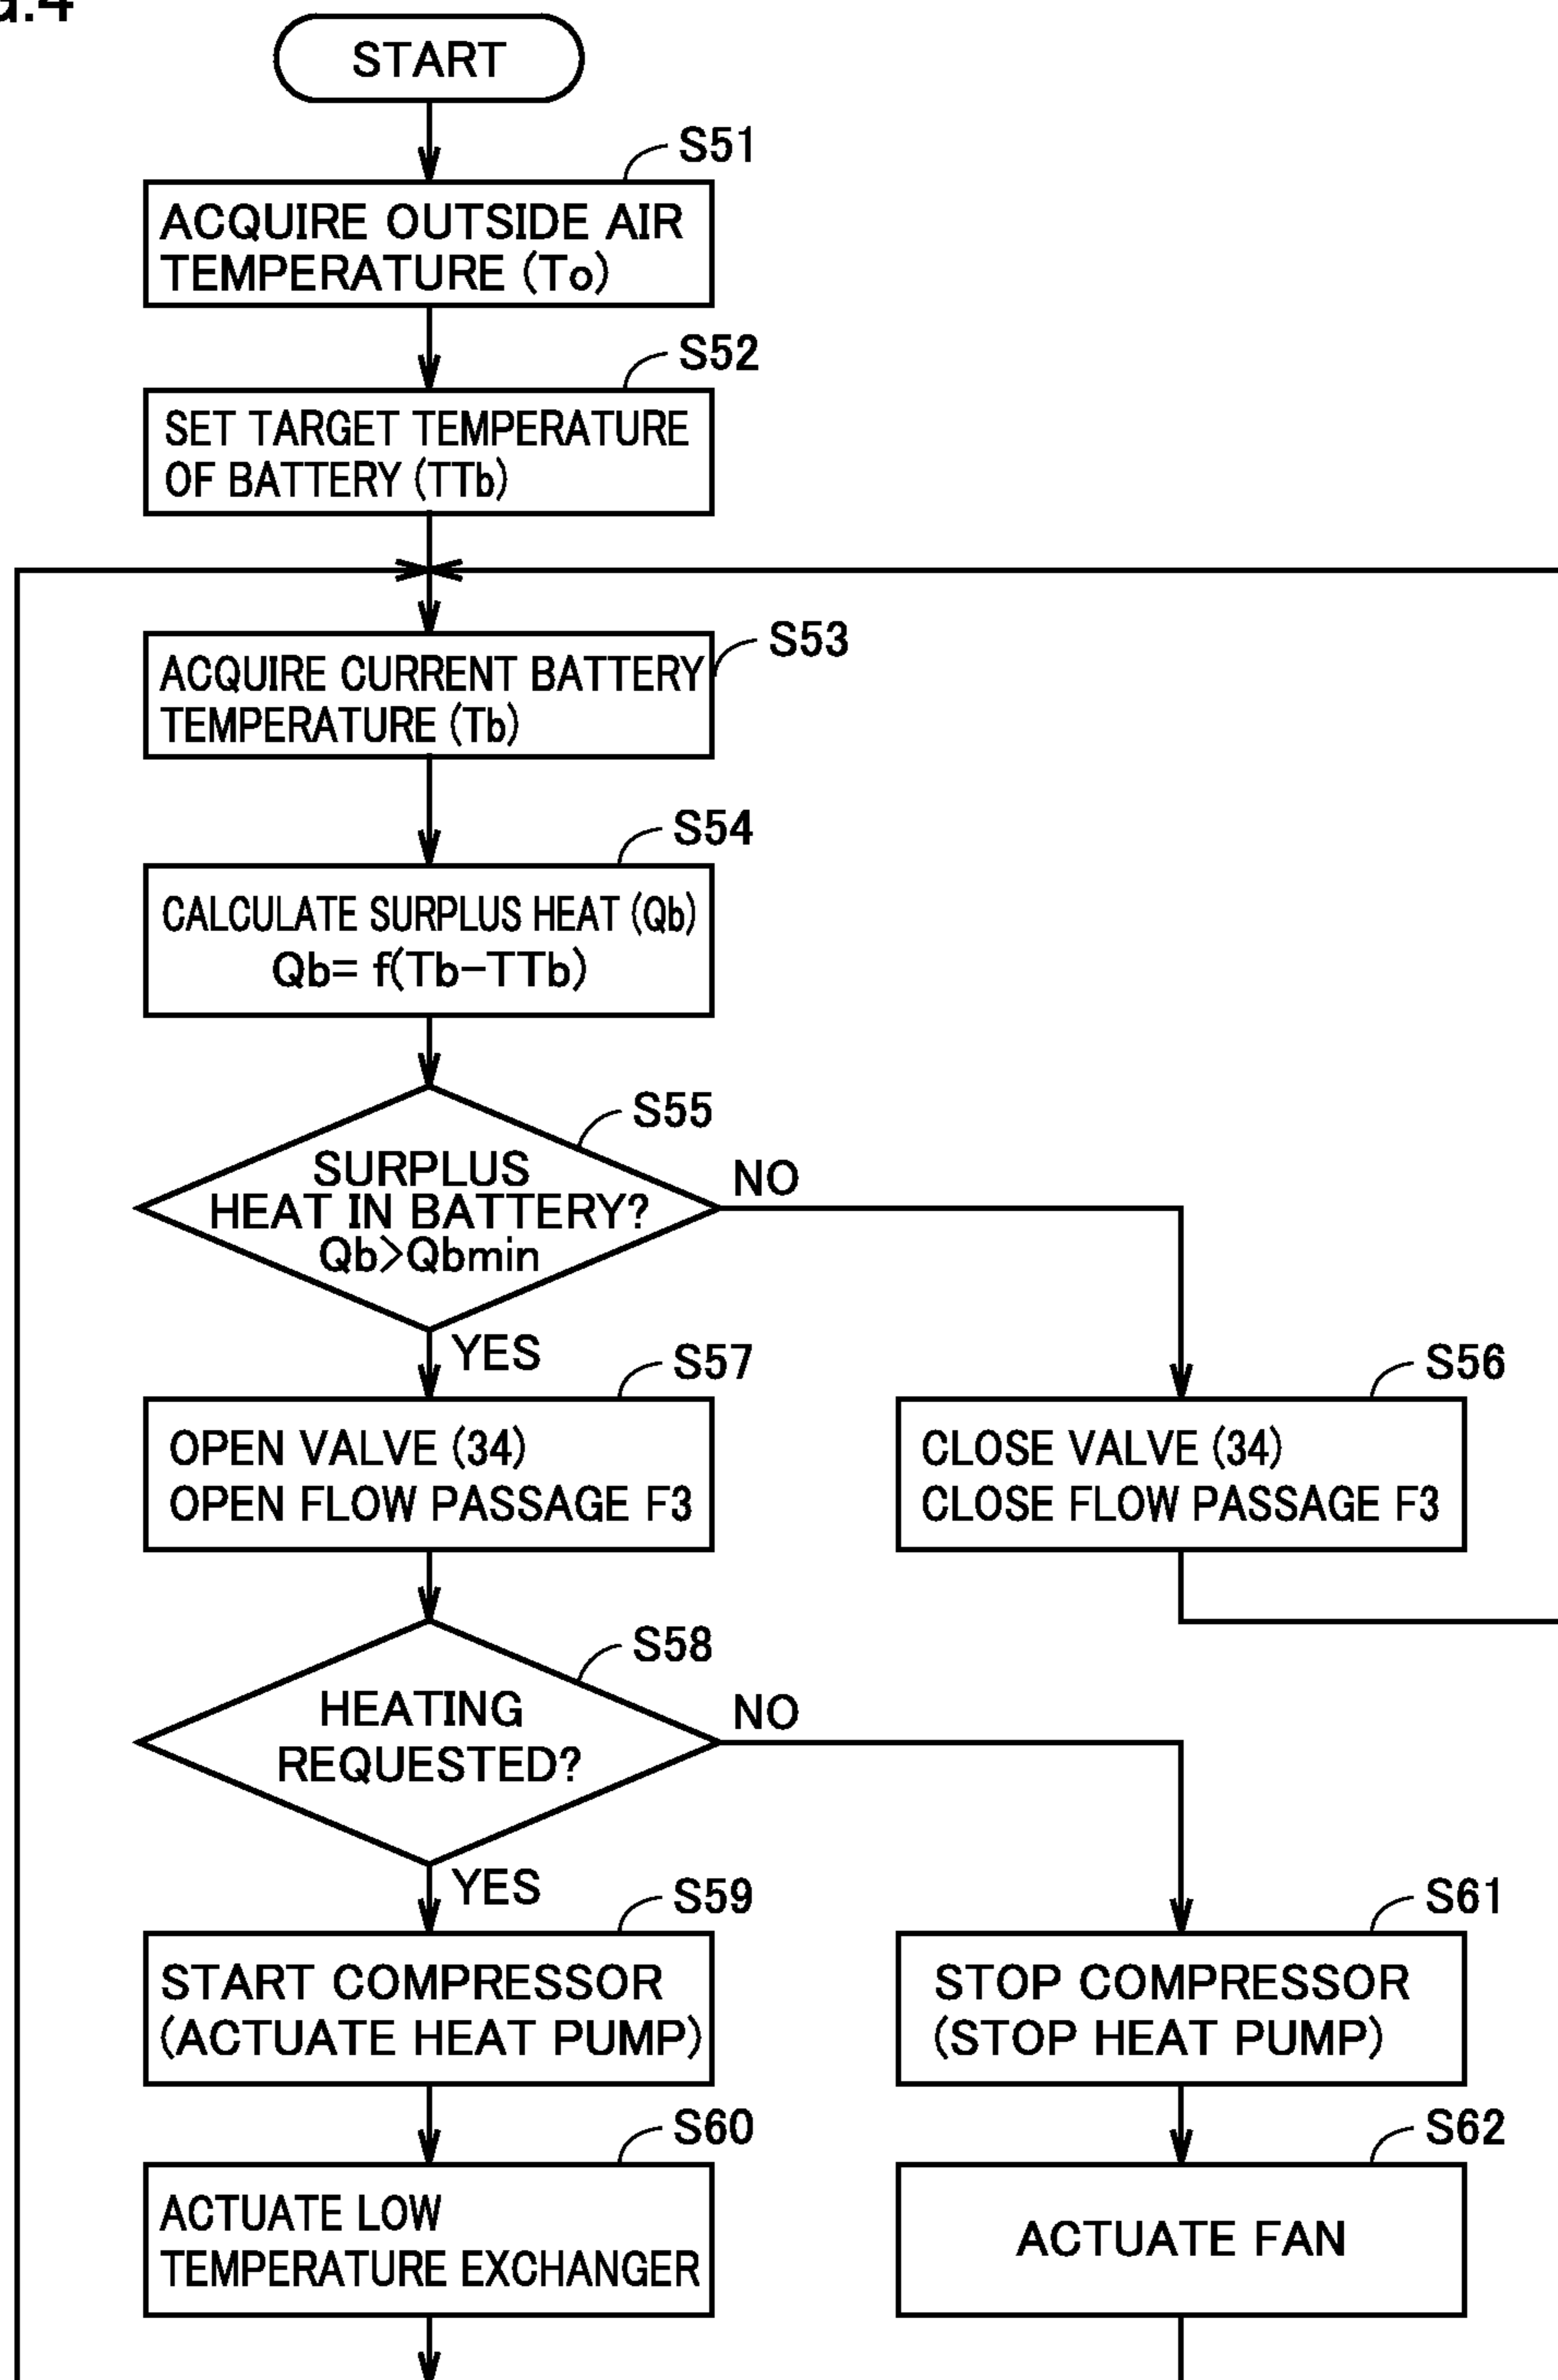 START
S51
ACQUIRE OUTSIDE AIR
TEMPERATURE (To)
S52
SET TARGET TEMPERATURE
OF BATTERY (TTb)
S53
ACQUIRE CURRENT BATTERY
TEMPERATURE (Tb)
S54
CALCULATE SURPLUS HEAT (Qb)
Qb= f(Tb-TTb)
S55
SURPLUS
HEAT IN BATTERY?
Qb>Qbmin
NO
YES
S57
OPEN VALVE (34)
OPEN FLOW PASSAGE F3
S56
CLOSE VALVE (34)
CLOSE FLOW PASSAGE F3
S58
HEATING
REQUESTED?
NO
YES
S59
START COMPRESSOR
(ACTUATE HEAT PUMP)
S61
STOP COMPRESSOR
(STOP HEAT PUMP)
S60
ACTUATE LOW
TEMPERATURE EXCHANGER
S62
ACTUATE FAN